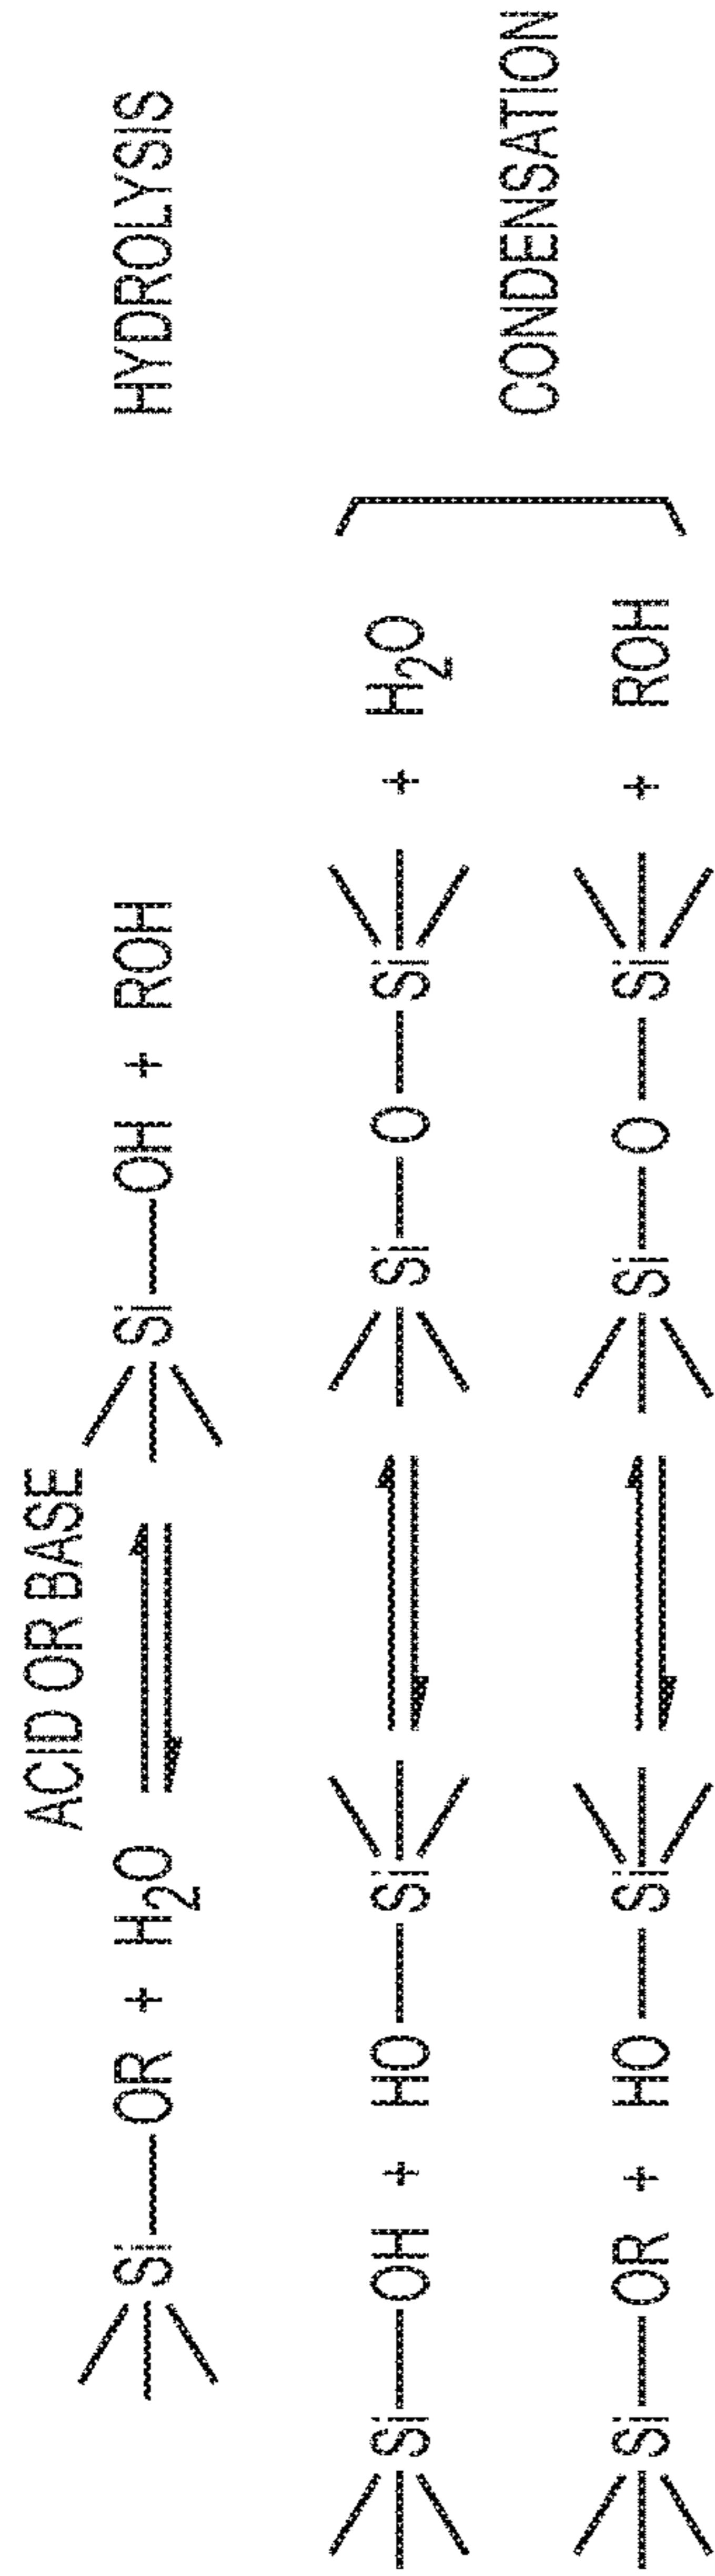 ACID OR BASE
Si—OR + H₂O ⇌ Si—OH + ROH HYDROLYSIS
Si—OH + HO—Si ⇌ Si—O—Si + H₂O
CONDENSATION
Si—OR + HO—Si ⇌ Si—O—Si + ROH